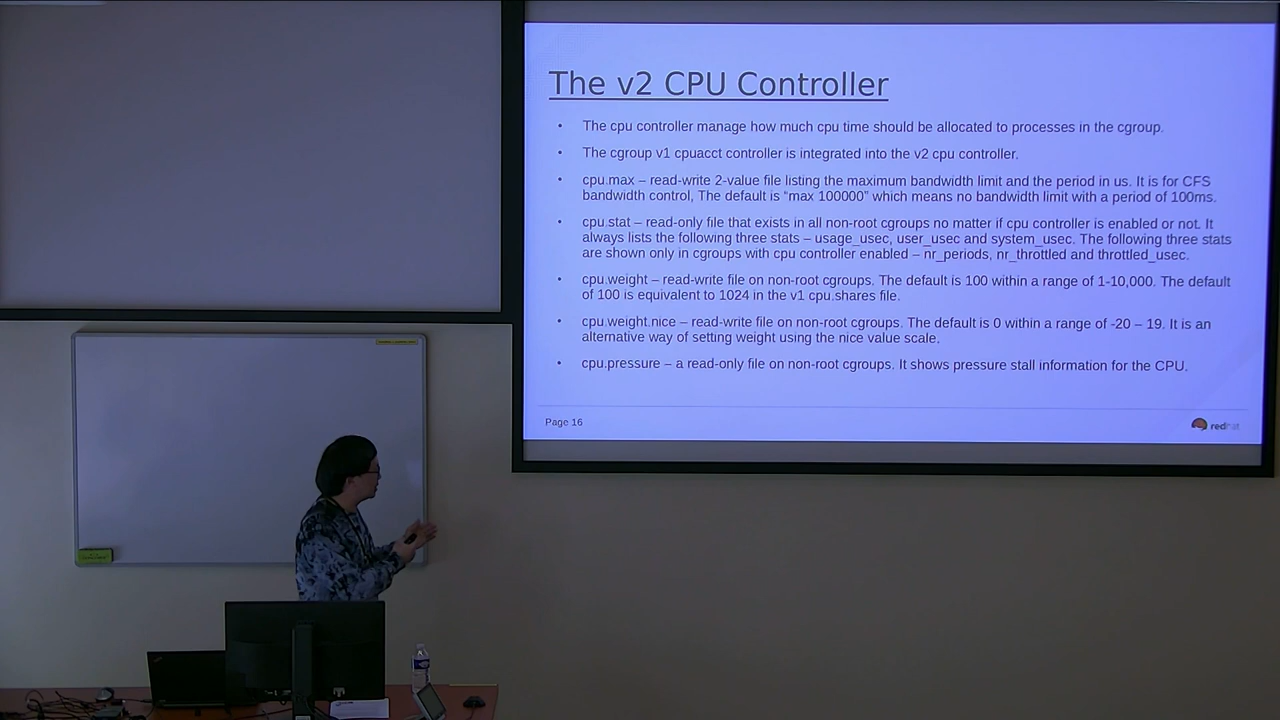 The v2 CPU Controller
• The cpu controller manage how much cpu time should be allocated to processes in the cgroup.
• The cgroup v1 cpuacct controller is integrated into the v2 cpu controller.
• cpu.max – read-write 2-value file listing the maximum bandwidth limit and the period in us. It is for CFS
bandwidth control, The default is “max 100000” which means no bandwidth limit with a period of 100ms.
• cpu.stat – read-only file that exists in all non-root cgroups no matter if cpu controller is enabled or not. It
always lists the following three stats – usage_usec, user_usec and system_usec. The following three stats
are shown only in cgroups with cpu controller enabled – nr_periods, nr_throttled and throttled_usec.
• cpu.weight – read-write file on non-root cgroups. The default is 100 within a range of 1-10,000. The default
of 100 is equivalent to 1024 in the v1 cpu.shares file.
• cpu.weight.nice – read-write file on non-root cgroups. The default is 0 within a range of -20 – 19. It is an
alternative way of setting weight using the nice value scale.
• cpu.pressure – a read-only file on non-root cgroups. It shows pressure stall information for the CPU.
Page 16
redhat